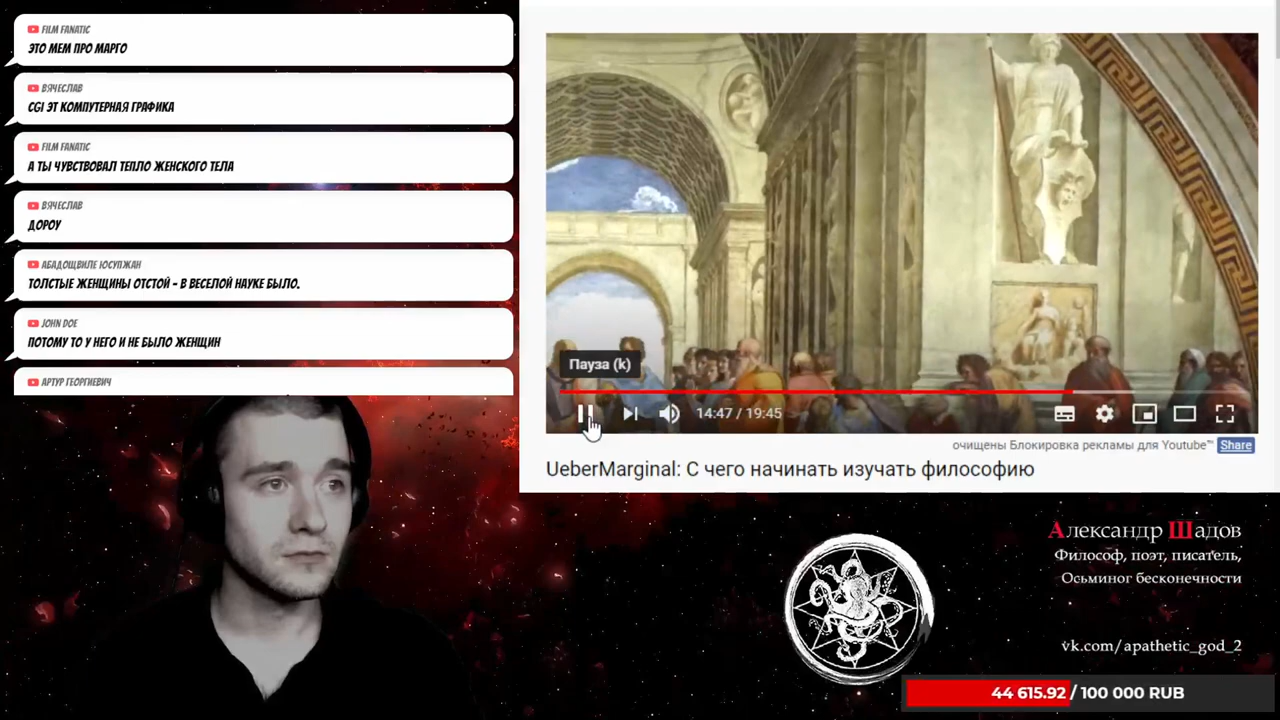 FILM FANATIC
ЭТО МЕМ ПРО МАРГО
ВЯЧЕСЛАВ
CGI ЭТ КОМПУТЕРНАЯ ГРАФИКА
FILM FANATIC
А ТЫ ЧУВСТВОВАЛ ТЕПЛО ЖЕНСКОГО ТЕЛА
ВЯЧЕСЛАВ
ДОРОУ
АБАДОЩВИЛЕ ЮСУПЖАН
ТОЛСТЫЕ ЖЕНЩИНЫ ОТСТОЙ - В ВЕСЕЛОЙ НАУКЕ БЫЛО.
JOHN DOE
ПОТОМУ ТО У НЕГО И НЕ БЫЛО ЖЕНЩИН
АРТУР ГЕОРГИЕВИЧ
Пауза (k)
14:47 / 19:45
очищены Блокировка рекламы для Youtube™ Share
UeberMarginal: С чего начинать изучать философию
Александр Шадов
Философ, поэт, писатель,
Осьминог бесконечности
vk.com/apathetic_god_2
44 615.92 / 100 000 RUB